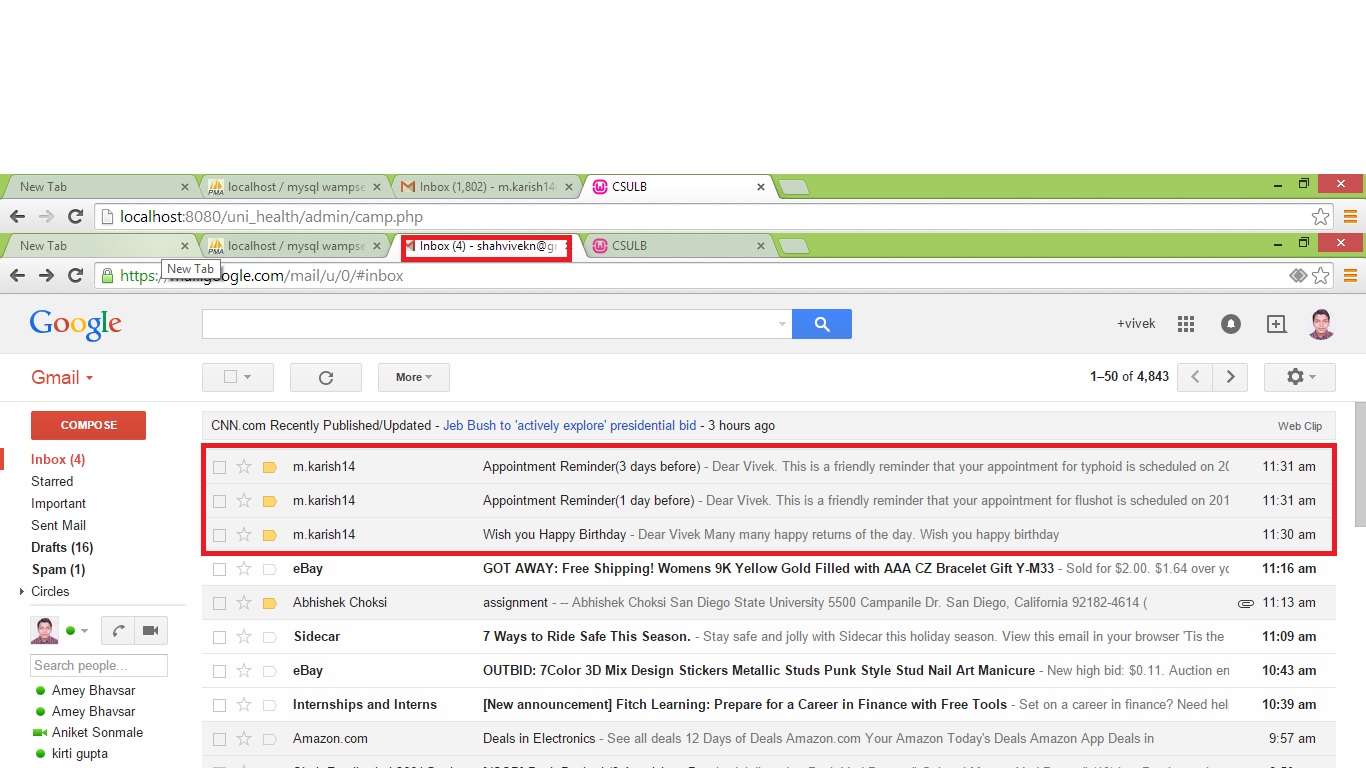 New Tab localhost / mysql wampse Inbox (1,802) - m.karish14 CSULB
localhost:8080/uni_health/admin/camp.php
New Tab localhost / mysql wampse Inbox (4) - shahvivekn@g CSULB
New Tab
https: google.com/mail/u/0/#inbox
Google +vivek
Gmail More 1–50 of 4,843
COMPOSE
CNN.com Recently Published/Updated - Jeb Bush to 'actively explore' presidential bid - 3 hours ago Web Clip
Inbox (4)
Starred
Important
Sent Mail
Drafts (16)
Spam (1)
Circles
Search people...
Amey Bhavsar
Amey Bhavsar
Aniket Sonmale
kirti gupta
m.karish14 Appointment Reminder(3 days before) - Dear Vivek. This is a friendly reminder that your appointment for typhoid is scheduled on 20 11:31 am
m.karish14 Appointment Reminder(1 day before) - Dear Vivek. This is a friendly reminder that your appointment for flushot is scheduled on 201 11:31 am
m.karish14 Wish you Happy Birthday - Dear Vivek Many many happy returns of the day. Wish you happy birthday 11:30 am
eBay GOT AWAY: Free Shipping! Womens 9K Yellow Gold Filled with AAA CZ Bracelet Gift Y-M33 - Sold for $2.00. $1.64 over yo 11:16 am
Abhishek Choksi assignment - -- Abhishek Choksi San Diego State University 5500 Campanile Dr. San Diego, California 92182-4614 ( 11:13 am
Sidecar 7 Ways to Ride Safe This Season. - Stay safe and jolly with Sidecar this holiday season. View this email in your browser 'Tis the 11:09 am
eBay OUTBID: 7Color 3D Mix Design Stickers Metallic Studs Punk Style Stud Nail Art Manicure - New high bid: $0.11. Auction en 10:43 am
Internships and Interns [New announcement] Fitch Learning: Prepare for a Career in Finance with Free Tools - Set on a career in finance? Need hel 10:39 am
Amazon.com Deals in Electronics - See all deals 12 Days of Deals Amazon.com Your Amazon Today's Deals Amazon App Deals in 9:57 am